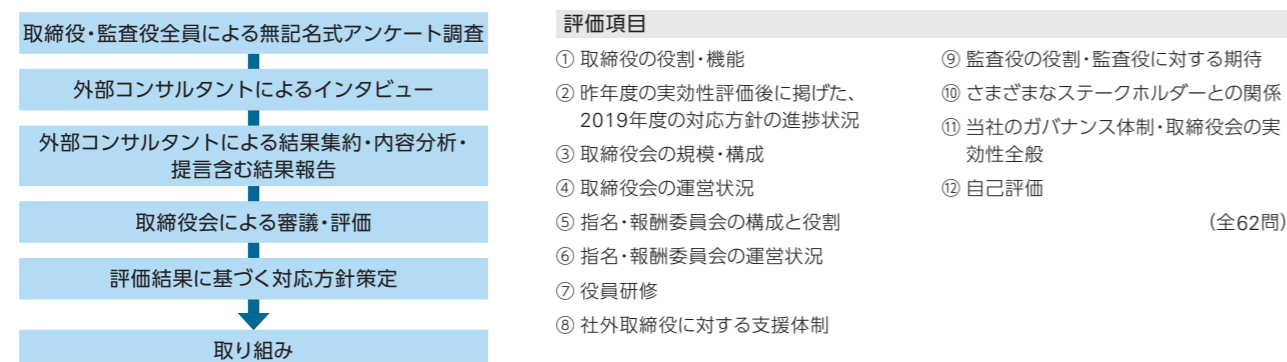 取締役・監査役全員による無記名式アンケート調査
外部コンサルタントによるインタビュー
外部コンサルタントによる結果集約・内容分析・
提言含む結果報告
取締役会による審議・評価
評価結果に基づく対応方針策定
取り組み
評価項目
① 取締役の役割・機能
② 昨年度の実効性評価後に掲げた、
2019年度の対応方針の進捗状況
③ 取締役会の規模・構成
④ 取締役会の運営状況
⑤ 指名・報酬委員会の構成と役割
⑥ 指名・報酬委員会の運営状況
⑦ 役員研修
⑧ 社外取締役に対する支援体制
⑨ 監査役の役割・監査役に対する期待
⑩ さまざまなステークホルダーとの関係
⑪ 当社のガバナンス体制・取締役会の実
効性全般
⑫ 自己評価
(全62問)